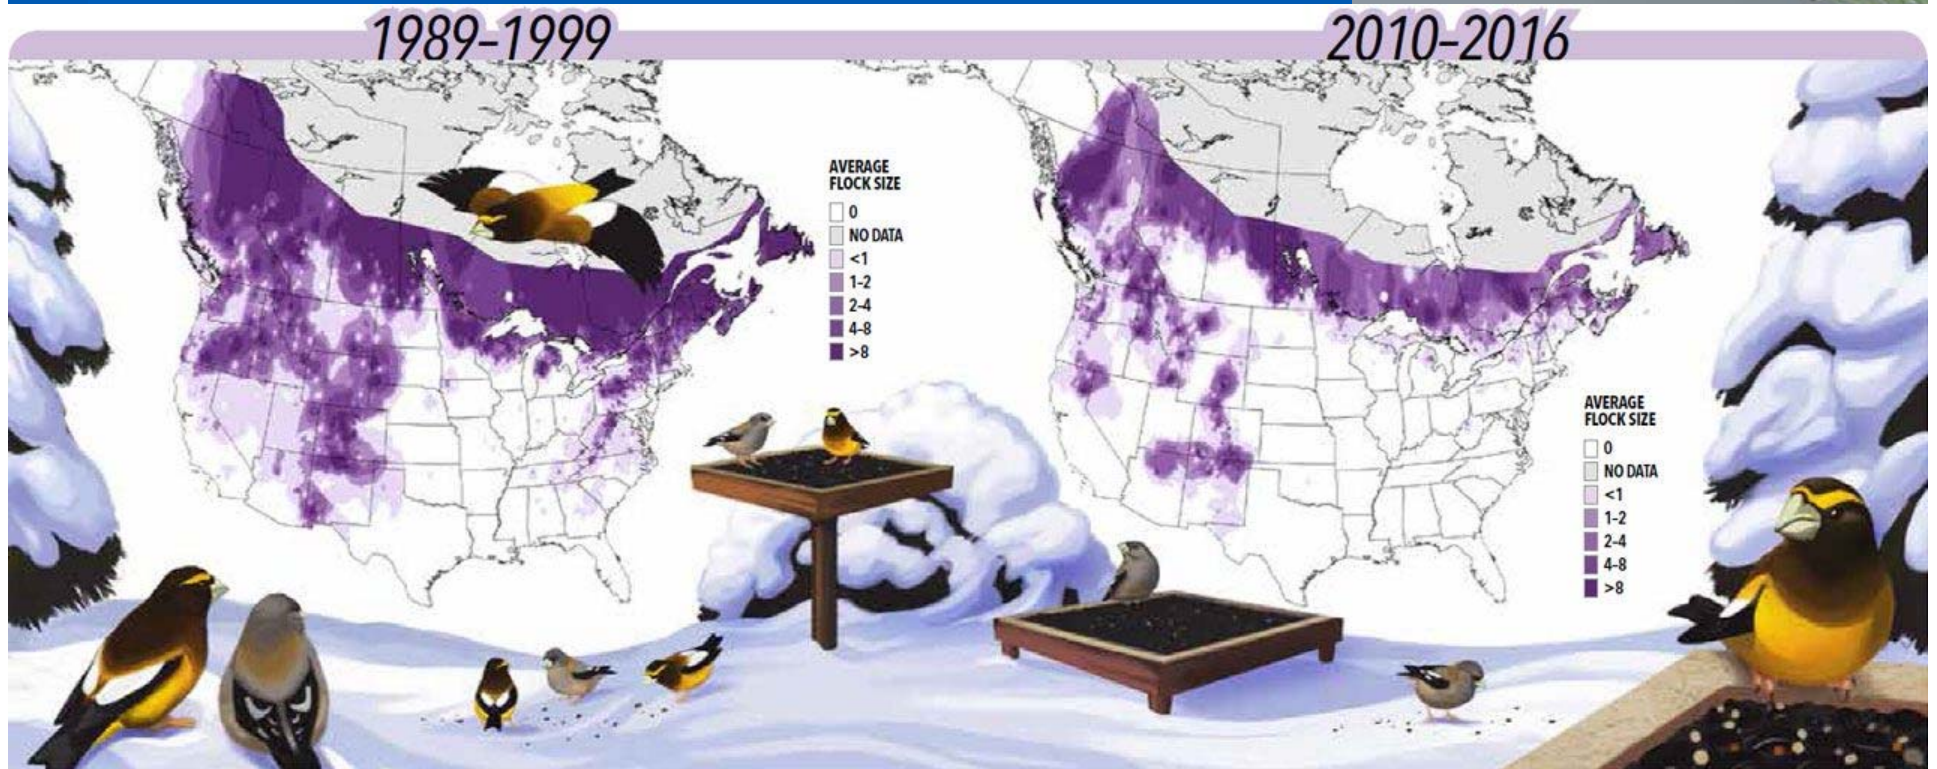 1989–1999
2010–2016
AVERAGE
FLOCK SIZE
0
NO DATA
<1
1-2
2-4
4-8
>8
AVERAGE
FLOCK SIZE
0
NO DATA
<1
1-2
2-4
4-8
>8